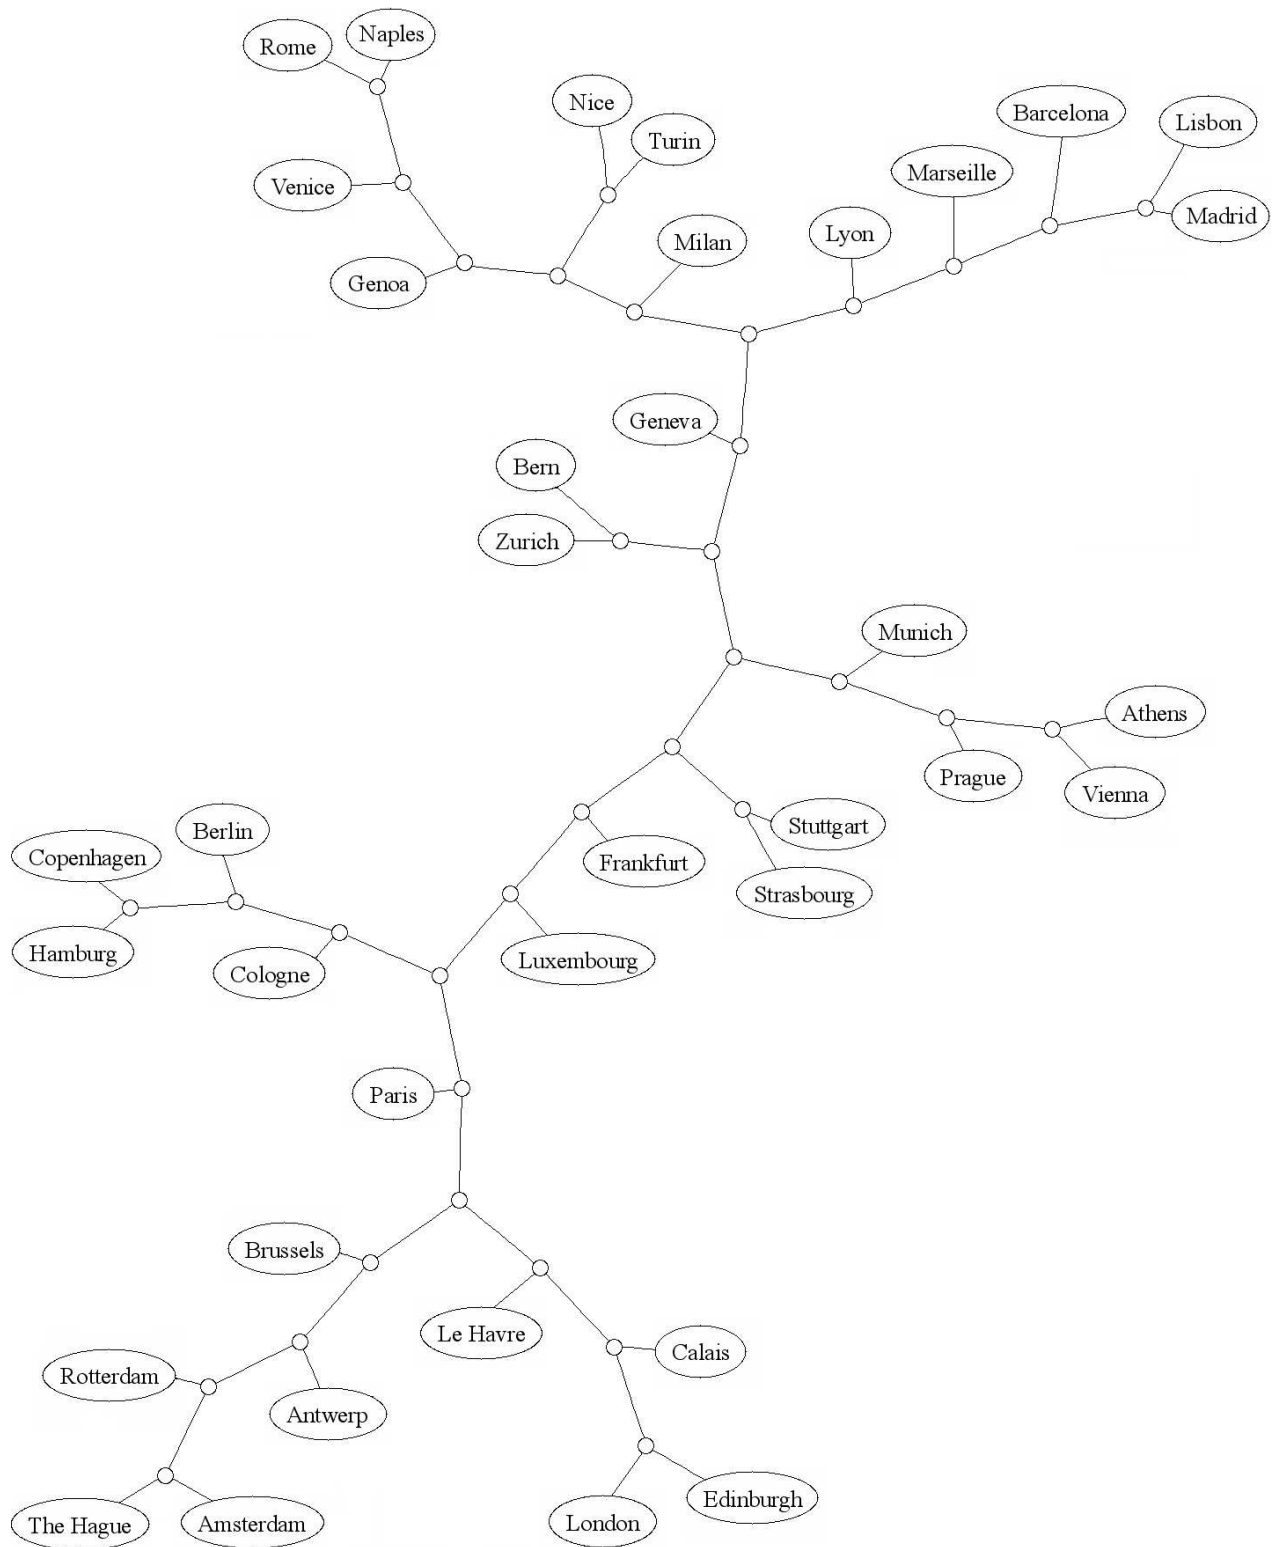 Naples
Rome
Nice
Barcelona
Lisbon
Turin
Marseille
Venice
Madrid
Lyon
Milan
Genoa
Geneva
Bern
Zurich
Munich
Athens
Prague
Vienna
Stuttgart
Berlin
Copenhagen
Frankfurt
Strasbourg
Hamburg
Luxembourg
Cologne
Paris
Brussels
Le Havre
Calais
Rotterdam
Antwerp
Edinburgh
The Hague
Amsterdam
London